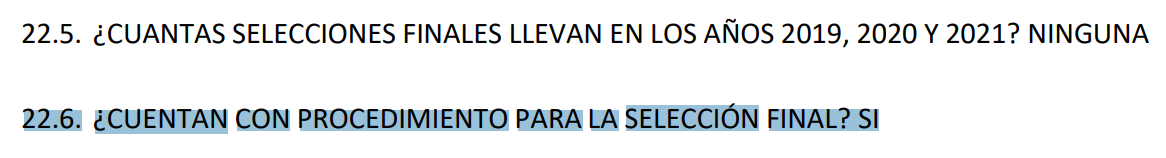 22.5. ¿CUANTAS SELECCIONES FINALES LLEVAN EN LOS AÑOS 2019, 2020 Y 2021? NINGUNA
22.6. ¿CUENTAN CON PROCEDIMIENTO PARA LA SELECCIÓN FINAL? SI